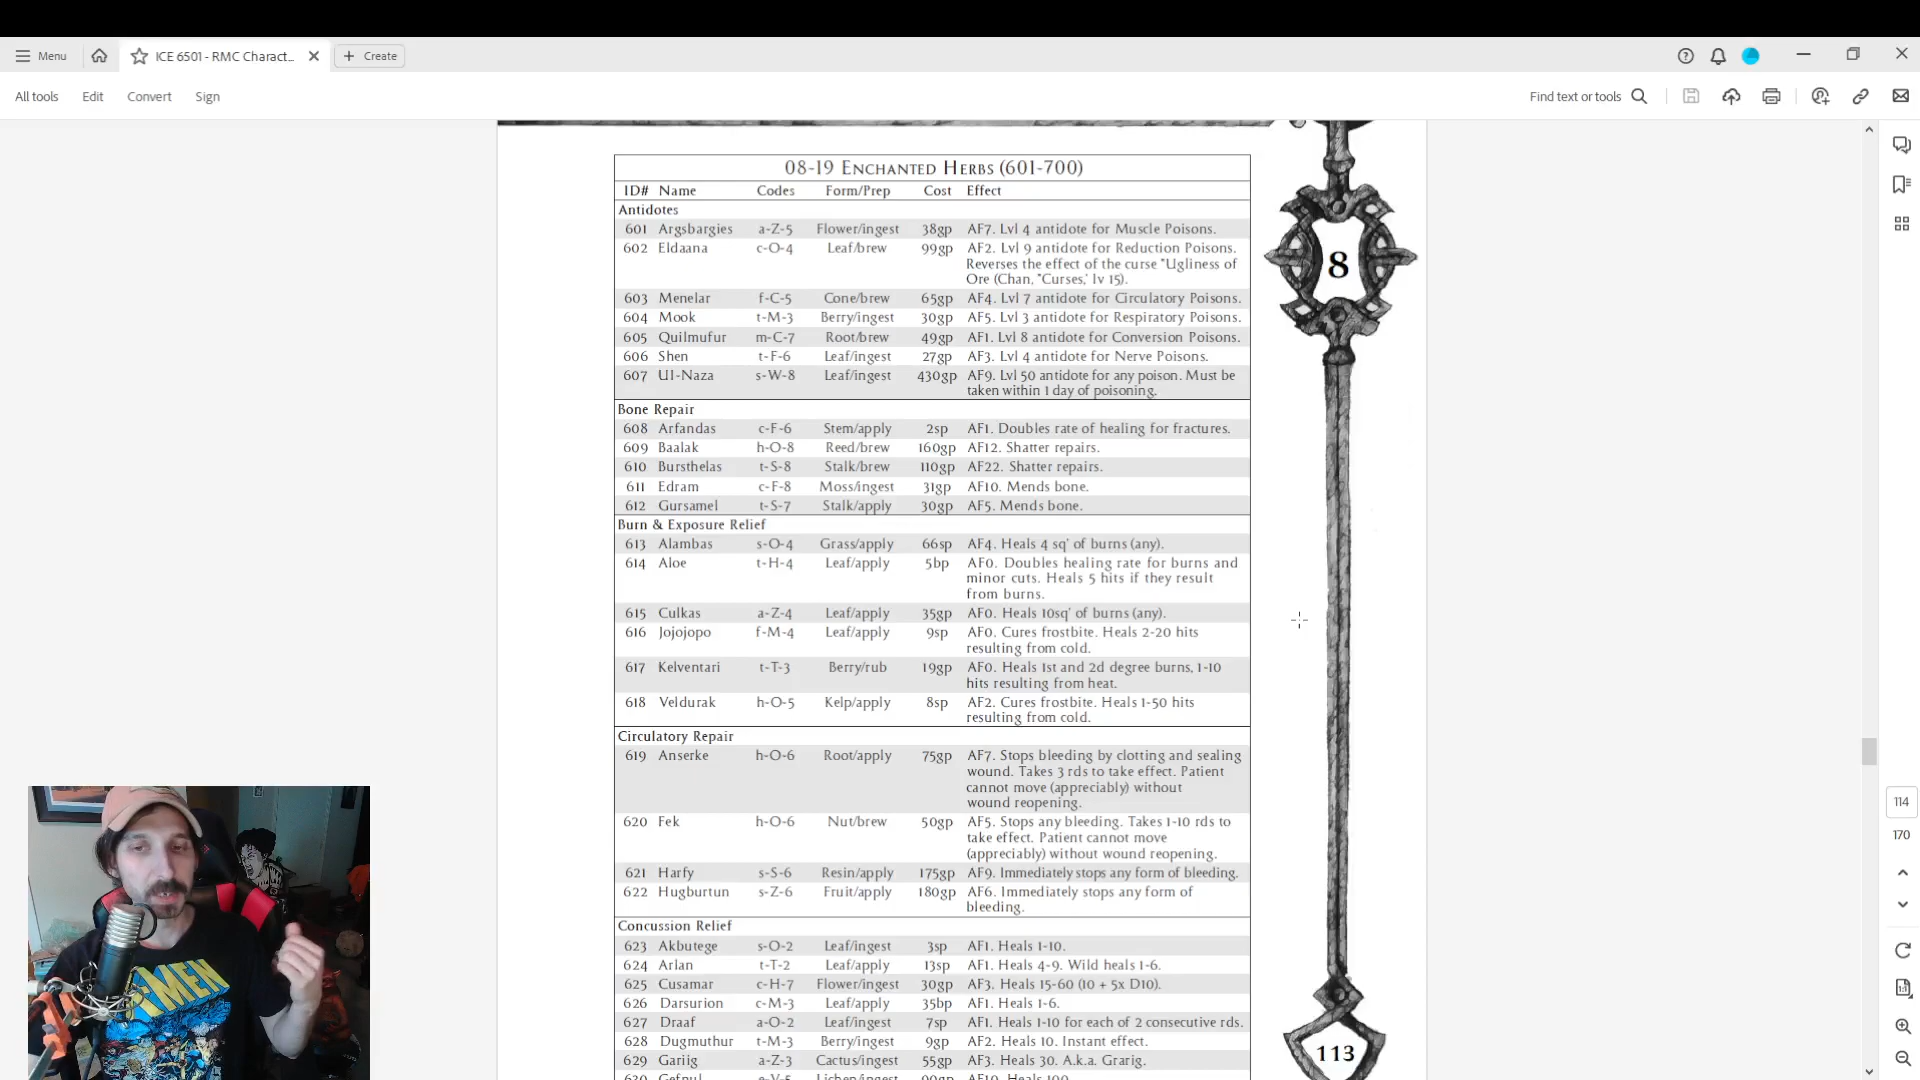 Menu
ICE 6501 - RMC Charact...
Create
All tools
Edit
Convert
Sign
Find text or tools
08-19 Enchanted Herbs (601-700)
ID# Name Codes Form/Prep Cost Effect
Antidotes
601 Argsbargies a-Z-5 Flower/ingest 38gp AF7. Lvl 4 antidote for Muscle Poisons.
602 Eldaana c-O-4 Leaf/brew 99gp AF2. Lvl 9 antidote for Reduction Poisons.
Reverses the effect of the curse "Ugliness of
Ore (Chan, "Curses,' lv 15).
603 Menelar f-C-5 Cone/brew 65gp AF4. Lvl 7 antidote for Circulatory Poisons.
604 Mook t-M-3 Berry/ingest 30gp AF5. Lvl 3 antidote for Respiratory Poisons.
605 Quilmufur m-C-7 Root/brew 49gp AF1. Lvl 8 antidote for Conversion Poisons.
606 Shen t-F-6 Leaf/ingest 27gp AF3. Lvl 4 antidote for Nerve Poisons.
607 Ul-Naza s-W-8 Leaf/ingest 430gp AF9. Lvl 50 antidote for any poison. Must be
taken within 1 day of poisoning.
Bone Repair
608 Arfandas c-F-6 Stem/apply 2sp AF1. Doubles rate of healing for fractures.
609 Baalak h-O-8 Reed/brew 160gp AF12. Shatter repairs.
610 Bursthelas t-S-8 Stalk/brew 110gp AF22. Shatter repairs.
611 Edram c-F-8 Moss/ingest 31gp AF10. Mends bone.
612 Gursamel t-S-7 Stalk/apply 30gp AF5. Mends bone.
Burn & Exposure Relief
613 Alambas s-O-4 Grass/apply 66sp AF4. Heals 4 sq' of burns (any).
614 Aloe t-H-4 Leaf/apply 5bp AF0. Doubles healing rate for burns and
minor cuts. Heals 5 hits if they result
from burns.
615 Culkas a-Z-4 Leaf/apply 35gp AF0. Heals 10sq' of burns (any).
616 Jojojopo f-M-4 Leaf/apply 9sp AF0. Cures frostbite. Heals 2-20 hits
resulting from cold.
617 Kelventari t-T-3 Berry/rub 19gp AF0. Heals 1st and 2d degree burns, 1-10
hits resulting from heat.
618 Veldurak h-O-5 Kelp/apply 8sp AF2. Cures frostbite. Heals 1-50 hits
resulting from cold.
Circulatory Repair
619 Anserke h-O-6 Root/apply 75gp AF7. Stops bleeding by clotting and sealing
wound. Takes 3 rds to take effect. Patient
cannot move (appreciably) without
wound reopening.
620 Fek h-O-6 Nut/brew 50gp AF5. Stops any bleeding. Takes 1-10 rds to
take effect. Patient cannot move
(appreciably) without wound reopening.
621 Harfy s-S-6 Resin/apply 175gp AF9. Immediately stops any form of bleeding.
622 Hugburtun s-Z-6 Fruit/apply 180gp AF6. Immediately stops any form of
bleeding.
Concussion Relief
623 Akbutege s-O-2 Leaf/ingest 3sp AF1. Heals 1-10.
624 Arlan t-T-2 Leaf/apply 13sp AF1. Heals 4-9. Wild heals 1-6.
625 Cusamar c-H-7 Flower/ingest 30gp AF3. Heals 15-60 (10 + 5x D10).
626 Darsurion c-M-3 Leaf/apply 35bp AF1. Heals 1-6.
627 Draaf a-O-2 Leaf/ingest 7sp AF1. Heals 1-10 for each of 2 consecutive rds.
628 Dugmuthur t-M-3 Berry/ingest 9gp AF2. Heals 10. Instant effect.
629 Gariig a-Z-3 Cactus/ingest 55gp AF3. Heals 30. A.k.a. Grarig.
8
113
114
170